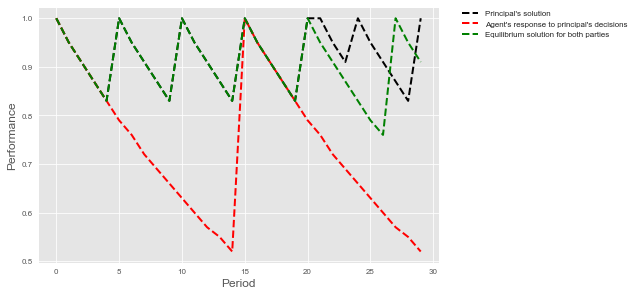 Principal's solution
Agent's response to principal's decisions
Equilibrium solution for both parties
1.0
0.9
0.8
0.7
0.6
0.5
Performance
0 5 10 15 20 25 30
Period